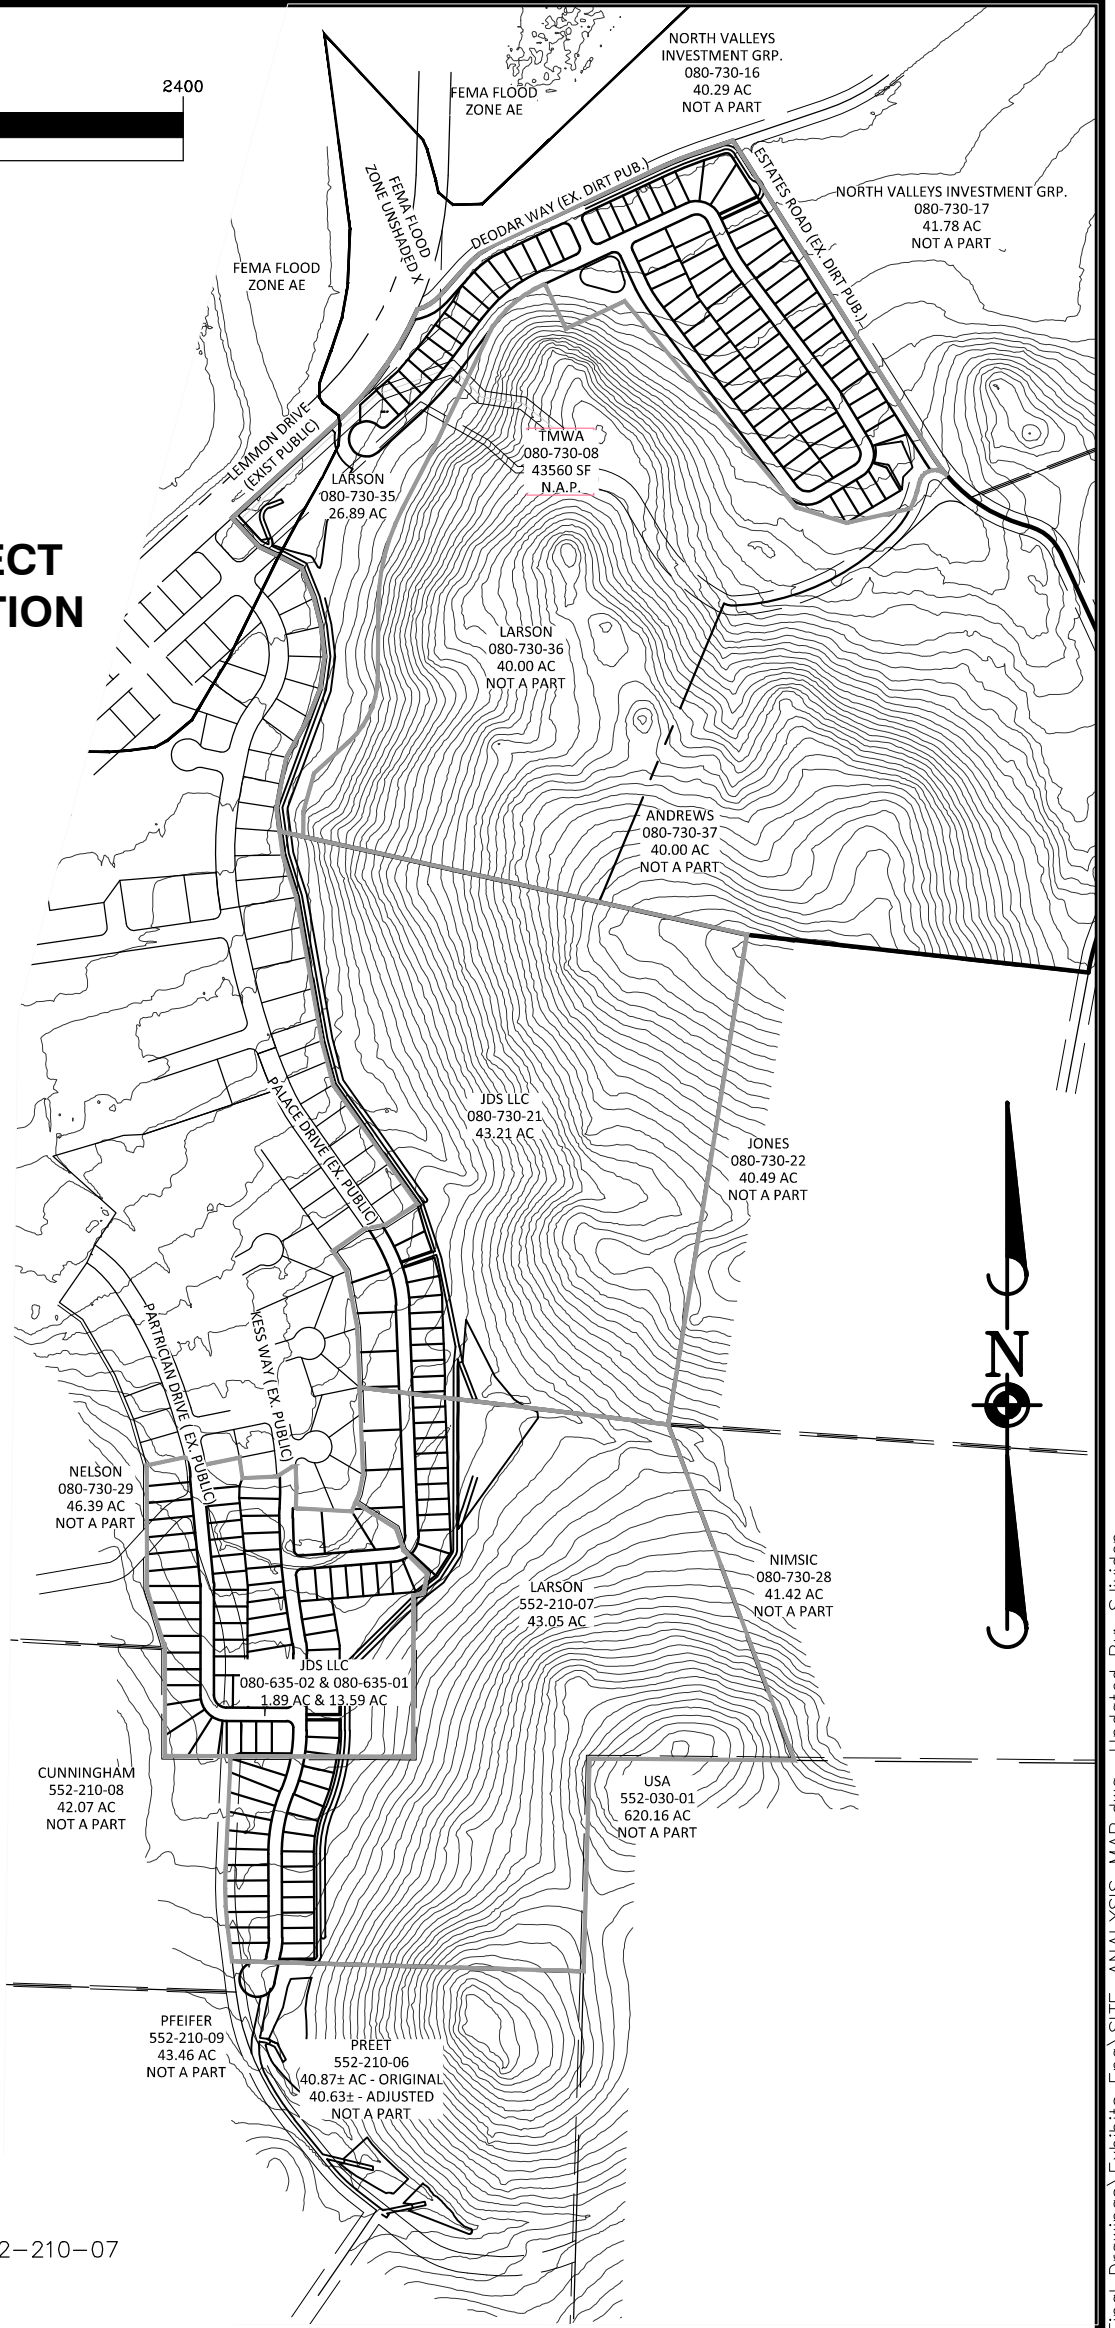 2400
NORTH VALLEYS
INVESTMENT GRP.
080-730-16
40.29 AC
NOT A PART
FEMA FLOOD
ZONE AE
FEMA FLOOD
ZONE UNSHADED X
DEODAR WAY (EX. DIRT PUB.)
ESTATES ROAD (EX. DIRT PUB.)
NORTH VALLEYS INVESTMENT GRP.
080-730-17
41.78 AC
NOT A PART
FEMA FLOOD
ZONE AE
LEMMON DRIVE
(EXIST PUBLIC)
TMWA
080-730-08
43560 SF
N.A.P.
LARSON
080-730-35
26.89 AC
ECT
TION
LARSON
080-730-36
40.00 AC
NOT A PART
ANDREWS
080-730-37
40.00 AC
NOT A PART
PALACE DRIVE (EX. PUBLIC)
JDS LLC
080-730-21
43.21 AC
JONES
080-730-22
40.49 AC
NOT A PART
N
PARTRICIAN DRIVE ( EX. PUBLIC)
KESS WAY ( EX. PUBLIC)
NELSON
080-730-29
46.39 AC
NOT A PART
LARSON
552-210-07
43.05 AC
NIMSIC
080-730-28
41.42 AC
NOT A PART
JDS LLC
080-635-02 & 080-635-01
1.89 AC & 13.59 AC
CUNNINGHAM
552-210-08
42.07 AC
NOT A PART
USA
552-030-01
620.16 AC
NOT A PART
PFEIFER
552-210-09
43.46 AC
NOT A PART
PREET
552-210-06
40.87± AC - ORIGINAL
40.63± - ADJUSTED
NOT A PART
2-210-07